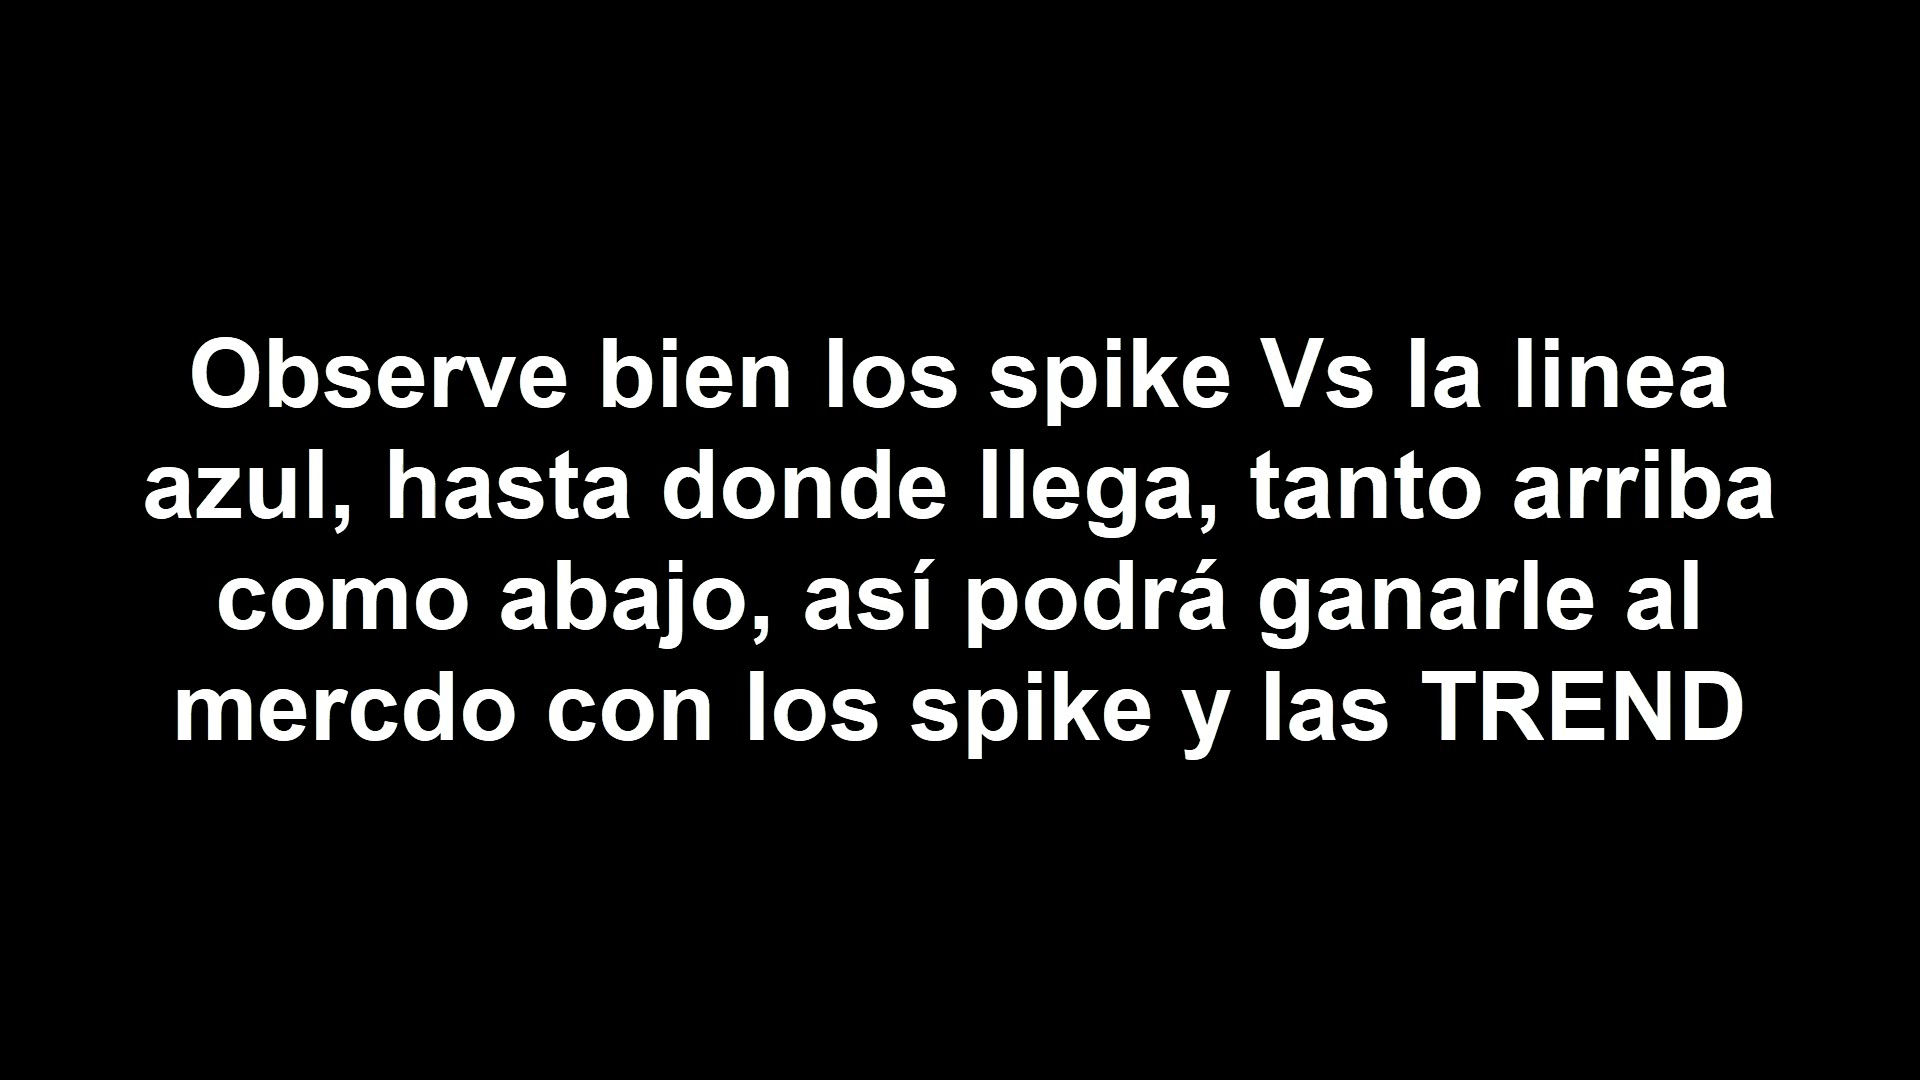 Observe bien los spike Vs la linea
azul, hasta donde llega, tanto arriba
como abajo, así podrá ganarle al
mercdo con los spike y las TREND